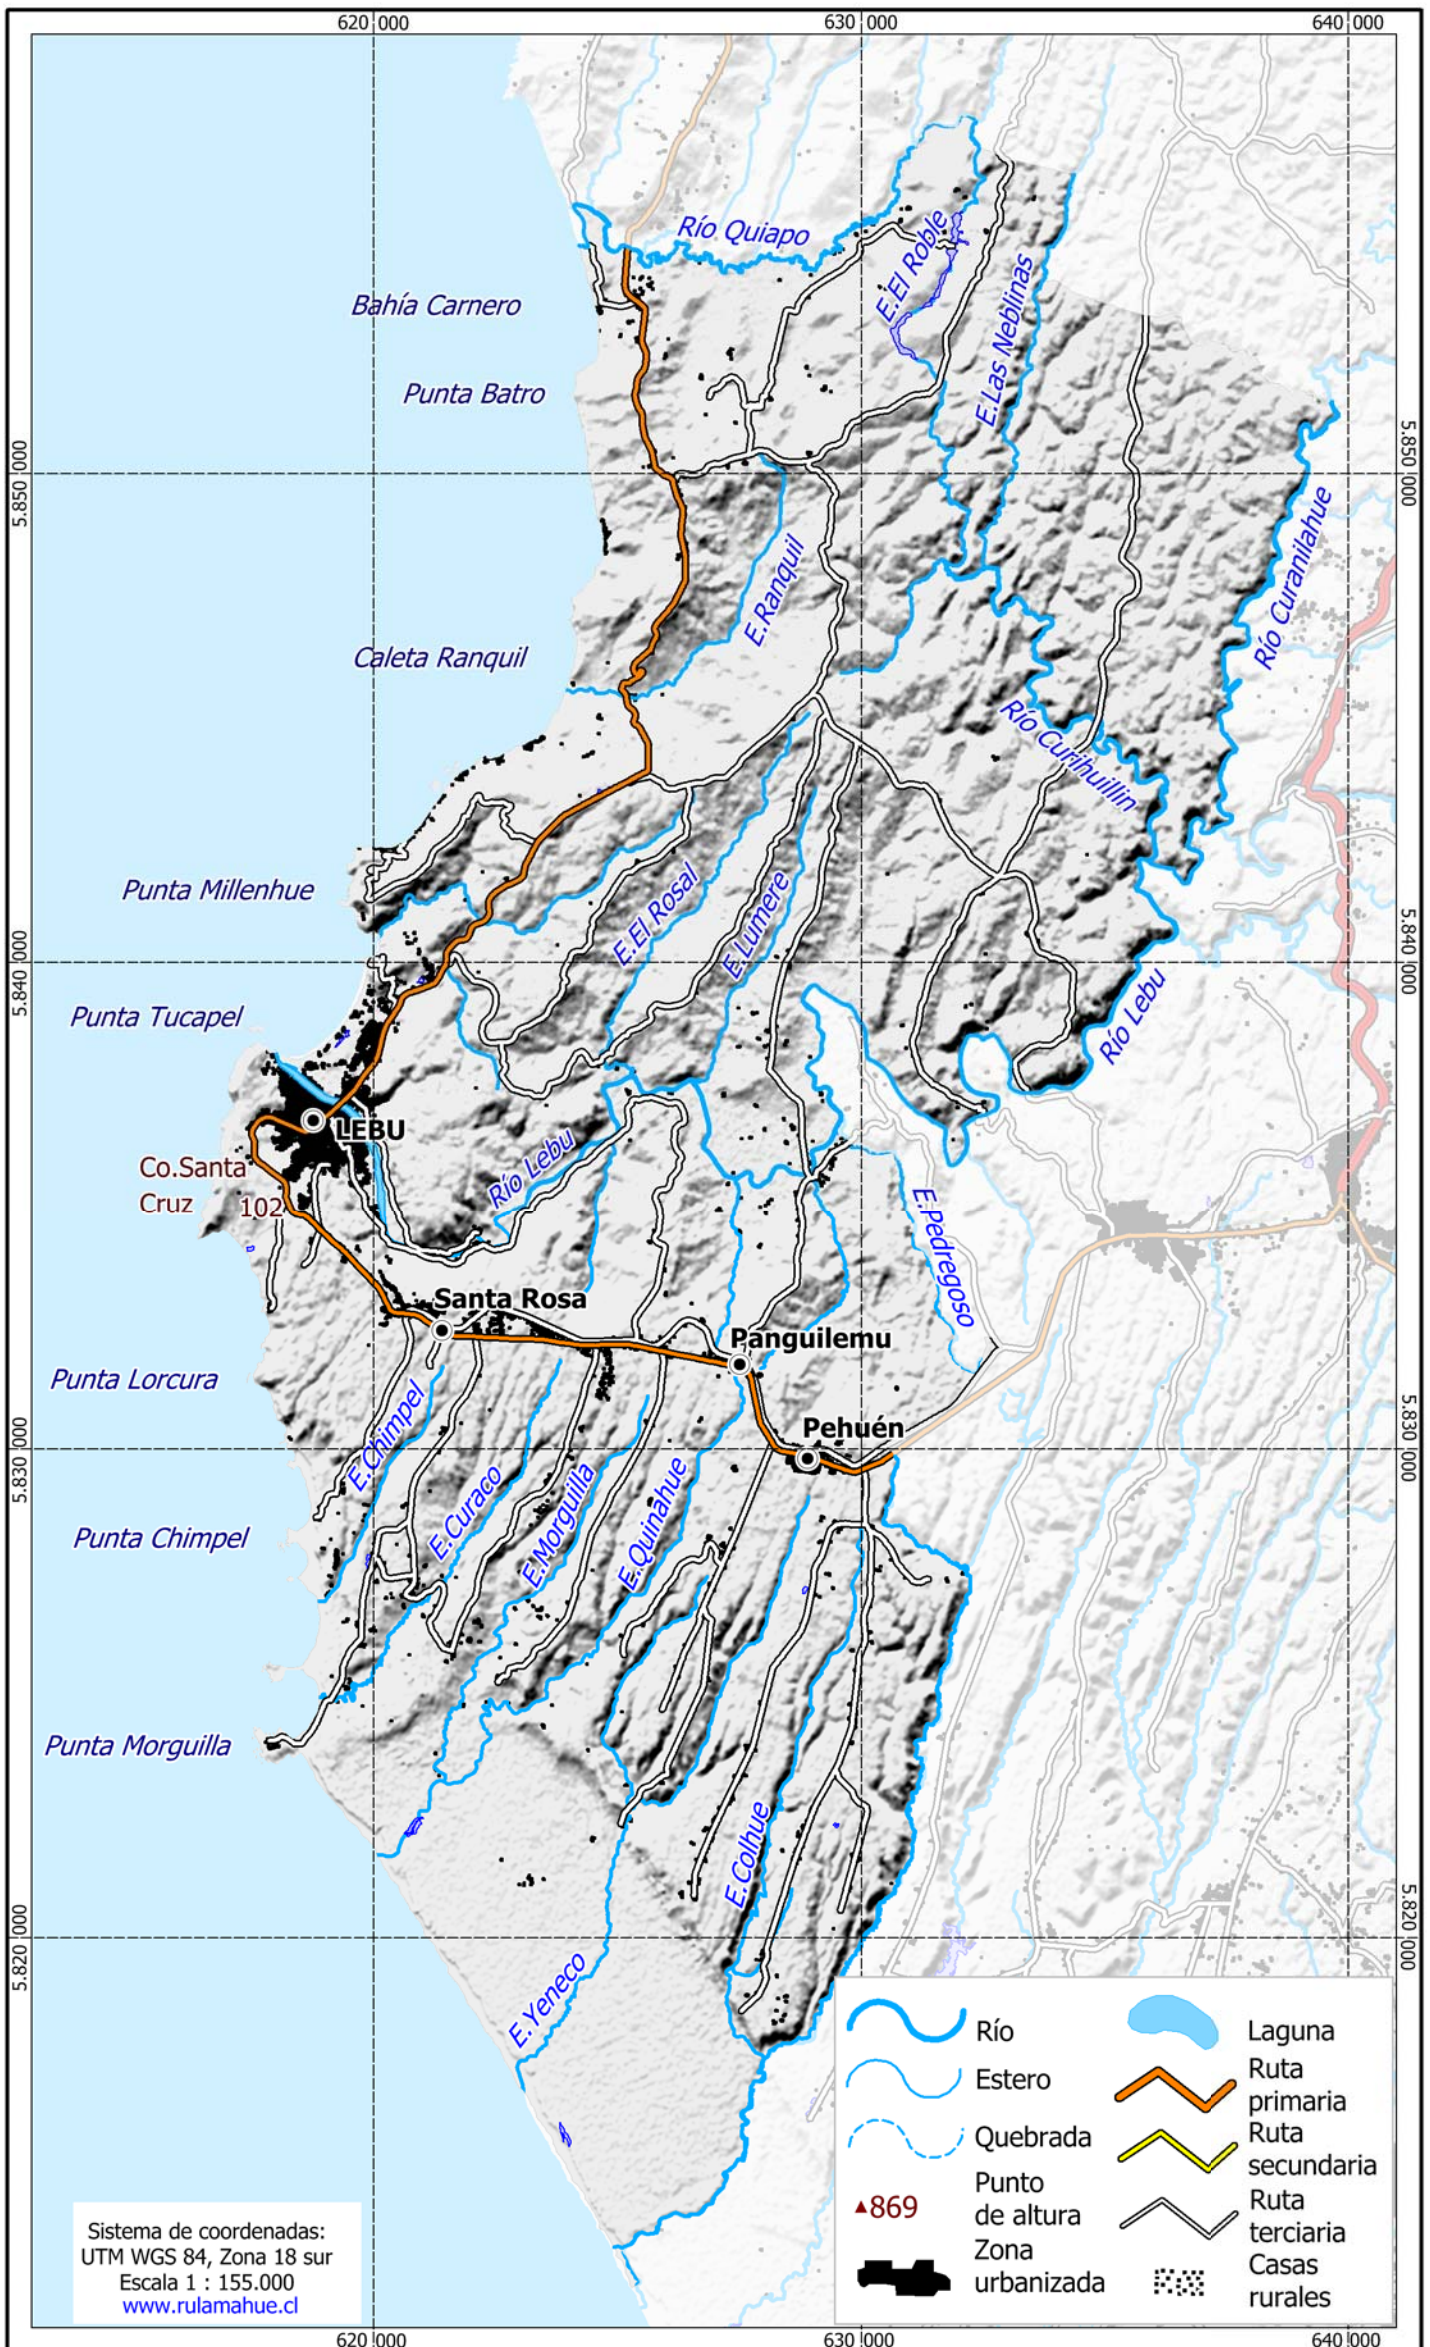 620 000
630 000
640 000
Río Quiapo
E.El Roble
E.Las Neblinas
Bahía Carnero
Punta Batro
5.850 000
5.850 000
Río Curanilahue
E.Ranquil
Caleta Ranquil
Río Curihuillin
Punta Millenhue
E.El Rosal
E.Lumere
5.840 000
5.840 000
Punta Tucapel
Río Lebu
LEBU
Co.Santa
Cruz
102
Río Lebu
E.Pedregoso
Santa Rosa
Panguilemu
Punta Lorcura
E.Chimpel
Pehuén
5.830 000
5.830 000
E.Curaco
E.Morguilla
E.Quinahue
Punta Chimpel
Punta Morguilla
E.Colhue
5.820 000
5.820 000
E.Yeneco
Río
Estero
Quebrada
869
Punto
de altura
Zona
urbanizada
Laguna
Ruta
primaria
Ruta
secundaria
Ruta
terciaria
Casas
rurales
Sistema de coordenadas:
UTM WGS 84, Zona 18 sur
Escala 1 : 155.000
www.rulamahue.cl
620 000
630 000
640 000